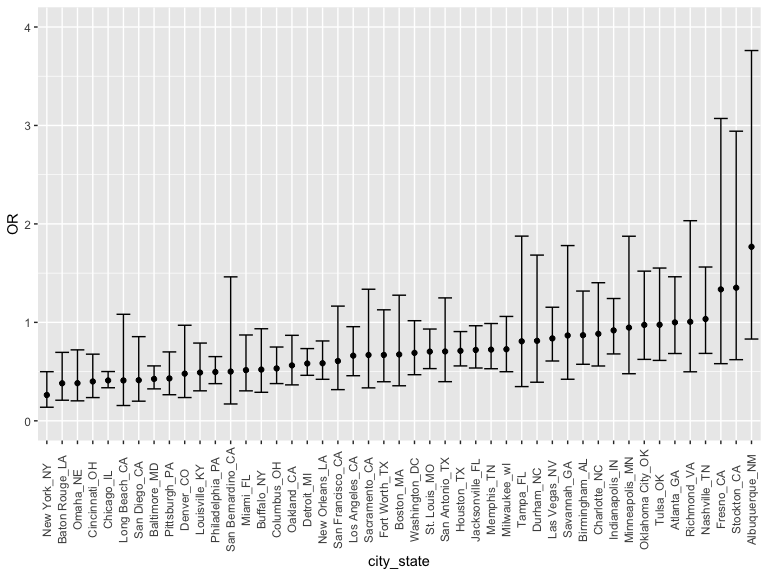 4
3
2
1
0
OR
New York_NY
Baton Rouge_LA
Omaha_NE
Cincinnati_OH
Chicago_IL
Long Beach_CA
San Diego_CA
Baltimore_MD
Pittsburgh_PA
Denver_CO
Louisville_KY
Philadelphia_PA
San Bernardino_CA
Miami_FL
Buffalo_NY
Columbus_OH
Oakland_CA
Detroit_MI
New Orleans_LA
San Francisco_CA
Los Angeles_CA
Sacramento_CA
Fort Worth_TX
Boston_MA
Washington_DC
St. Louis_MO
San Antonio_TX
Houston_TX
Jacksonville_FL
Memphis_TN
Milwaukee_wI
Tampa_FL
Durham_NC
Las Vegas_NV
Savannah_GA
Birmingham_AL
Charlotte_NC
Indianapolis_IN
Minneapolis_MN
Oklahoma City_OK
Tulsa_OK
Atlanta_GA
Richmond_VA
Nashville_TN
Fresno_CA
Stockton_CA
Albuquerque_NM
city_state